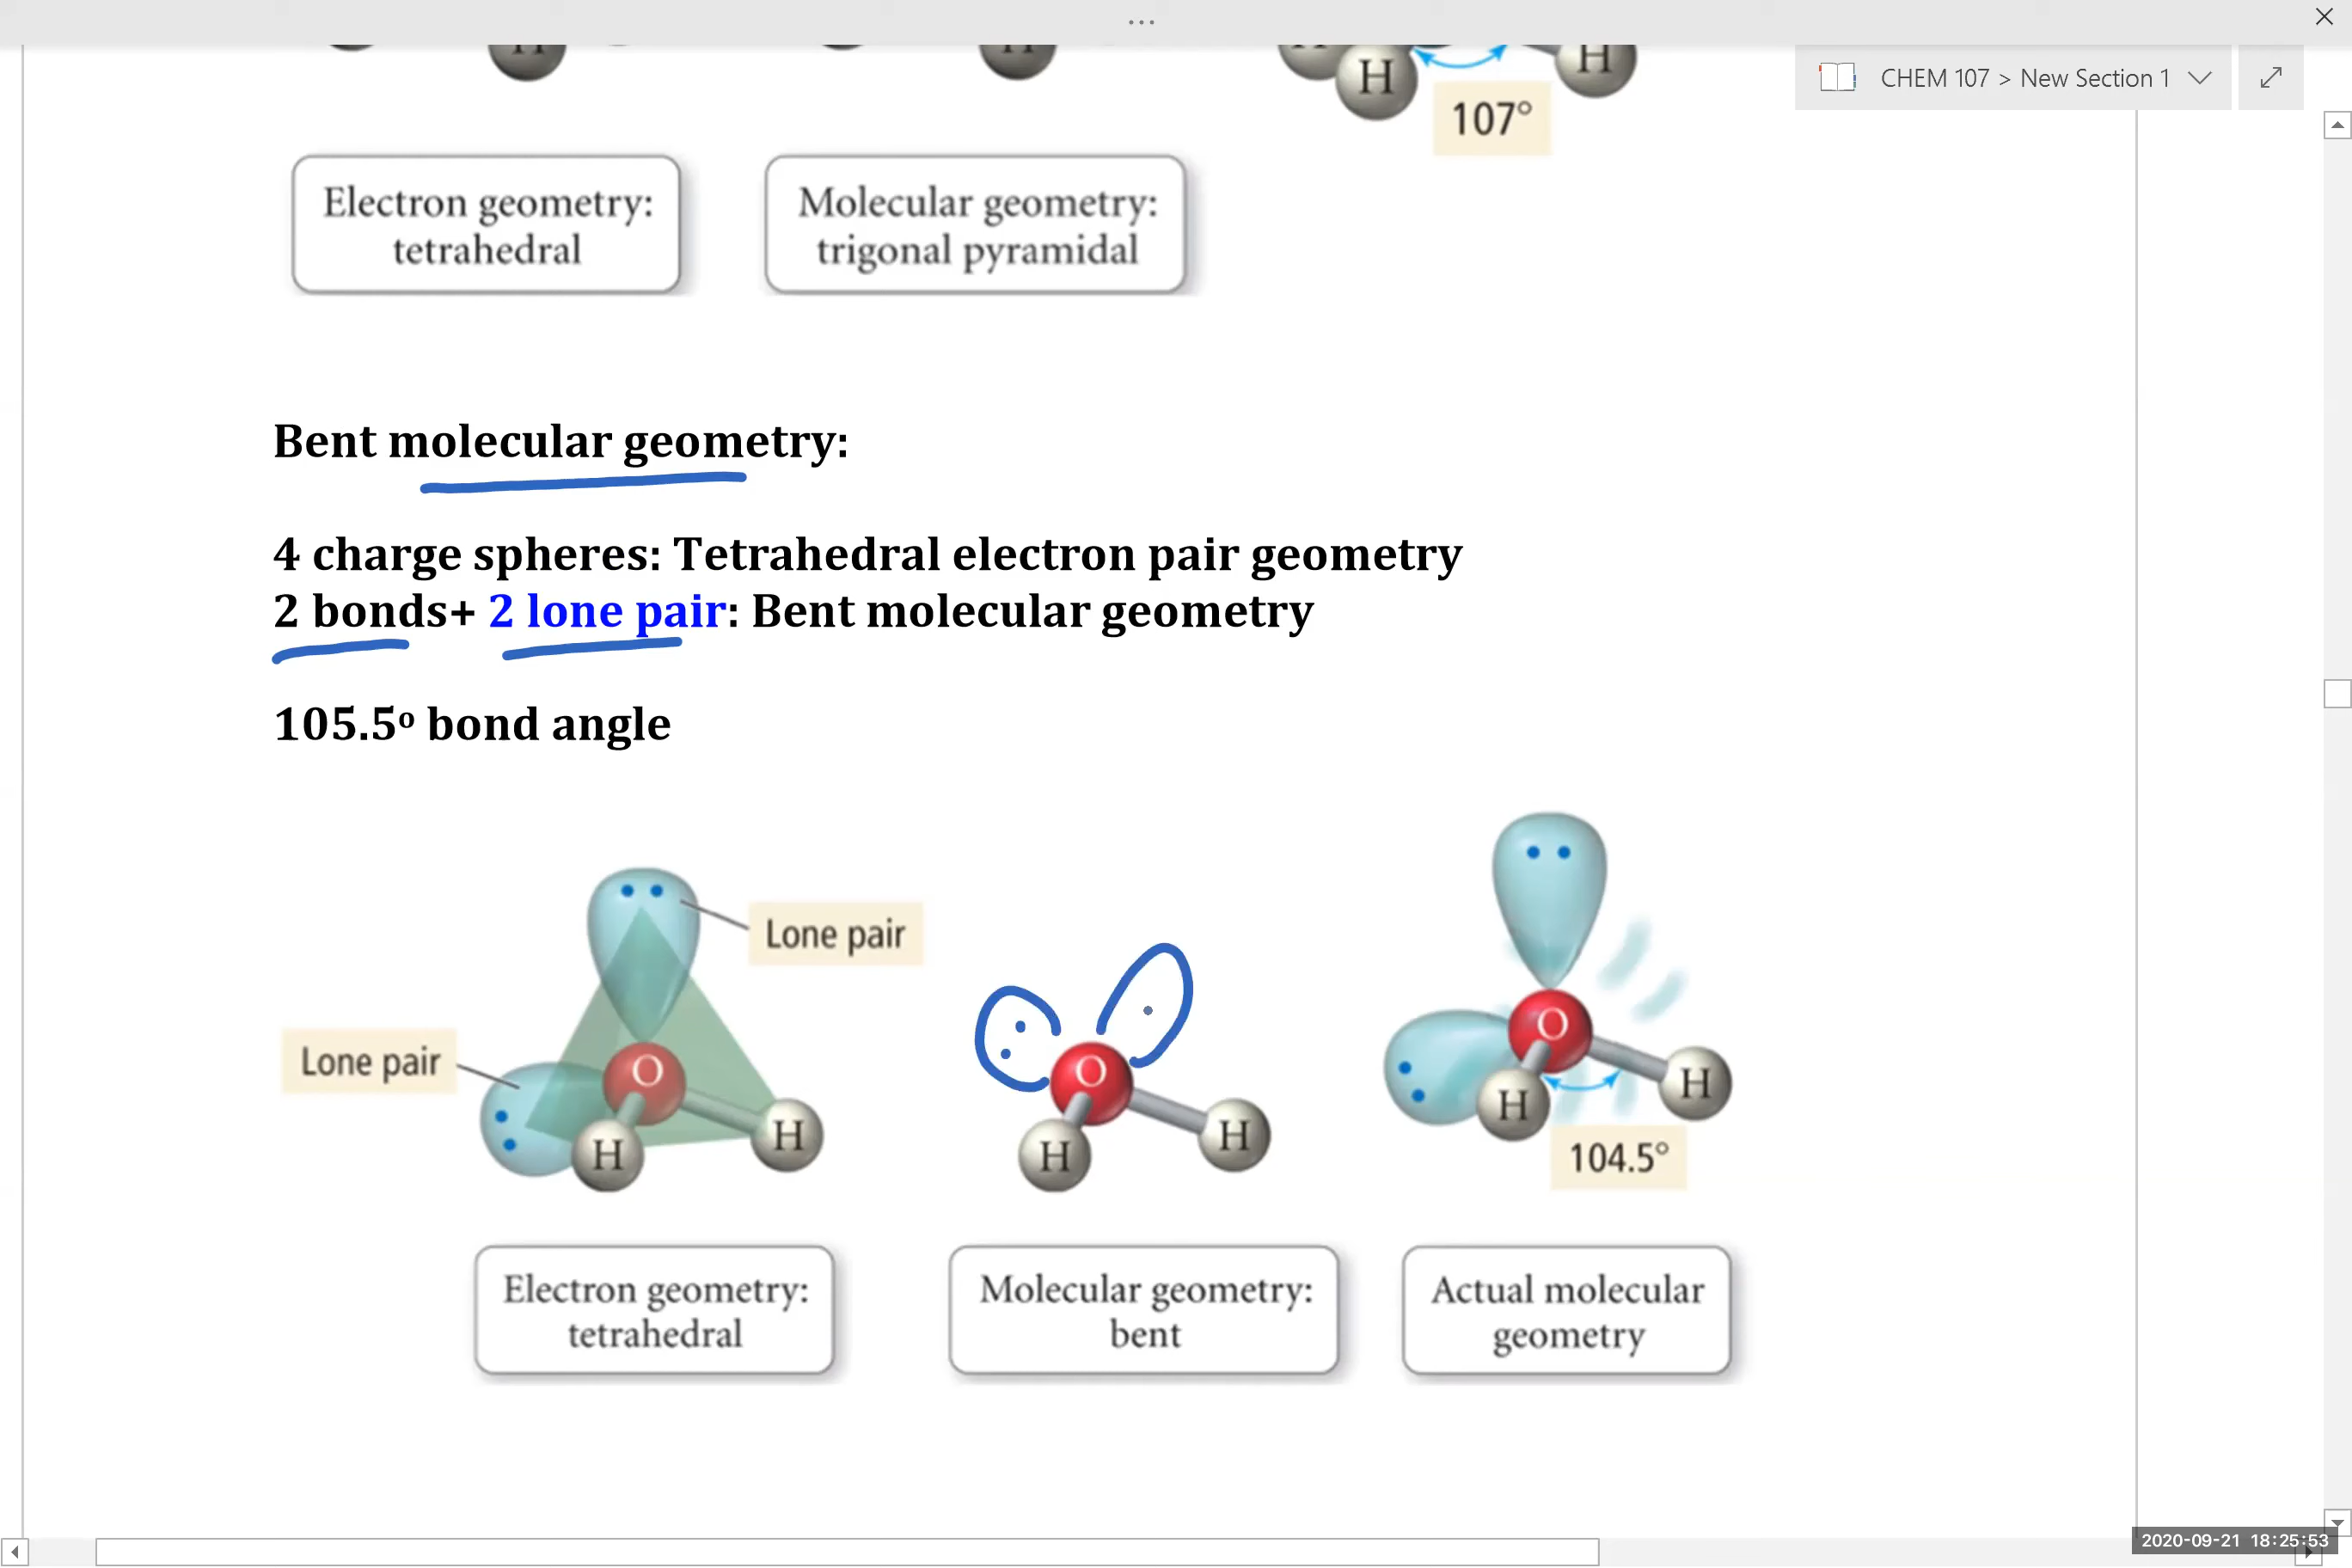 ...
H
H
H
H
H
CHEM 107 > New Section 1
107°
Electron geometry:
tetrahedral
Molecular geometry:
trigonal pyramidal
Bent molecular geometry:
4 charge spheres: Tetrahedral electron pair geometry
2 bonds+ 2 lone pair: Bent molecular geometry
105.5° bond angle
Lone pair
Lone pair
O
H
H
O
H
H
O
H
H
104.5°
Electron geometry:
tetrahedral
Molecular geometry:
bent
Actual molecular
geometry
2020-09-21 18:25:53